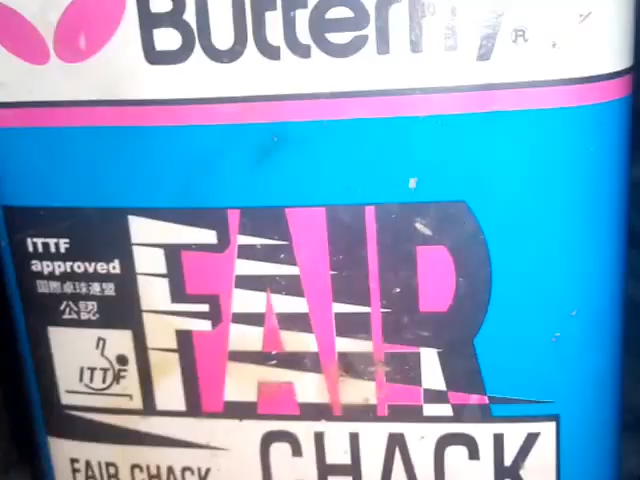 Butterfly®
ITTF
approved
国際卓球連盟
公認
ITTF
FAIR
FAIR CHACK
CHACK